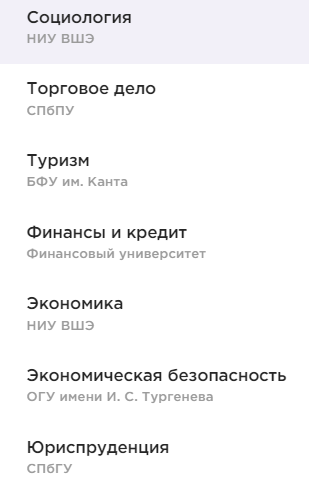 Социология
НИУ ВШЭ
Торговое дело
СПбПУ
Туризм
БФУ им. Канта
Финансы и кредит
Финансовый университет
Экономика
НИУ ВШЭ
Экономическая безопасность
ОГУ имени И. С. Тургенева
Юриспруденция
СПбГУ